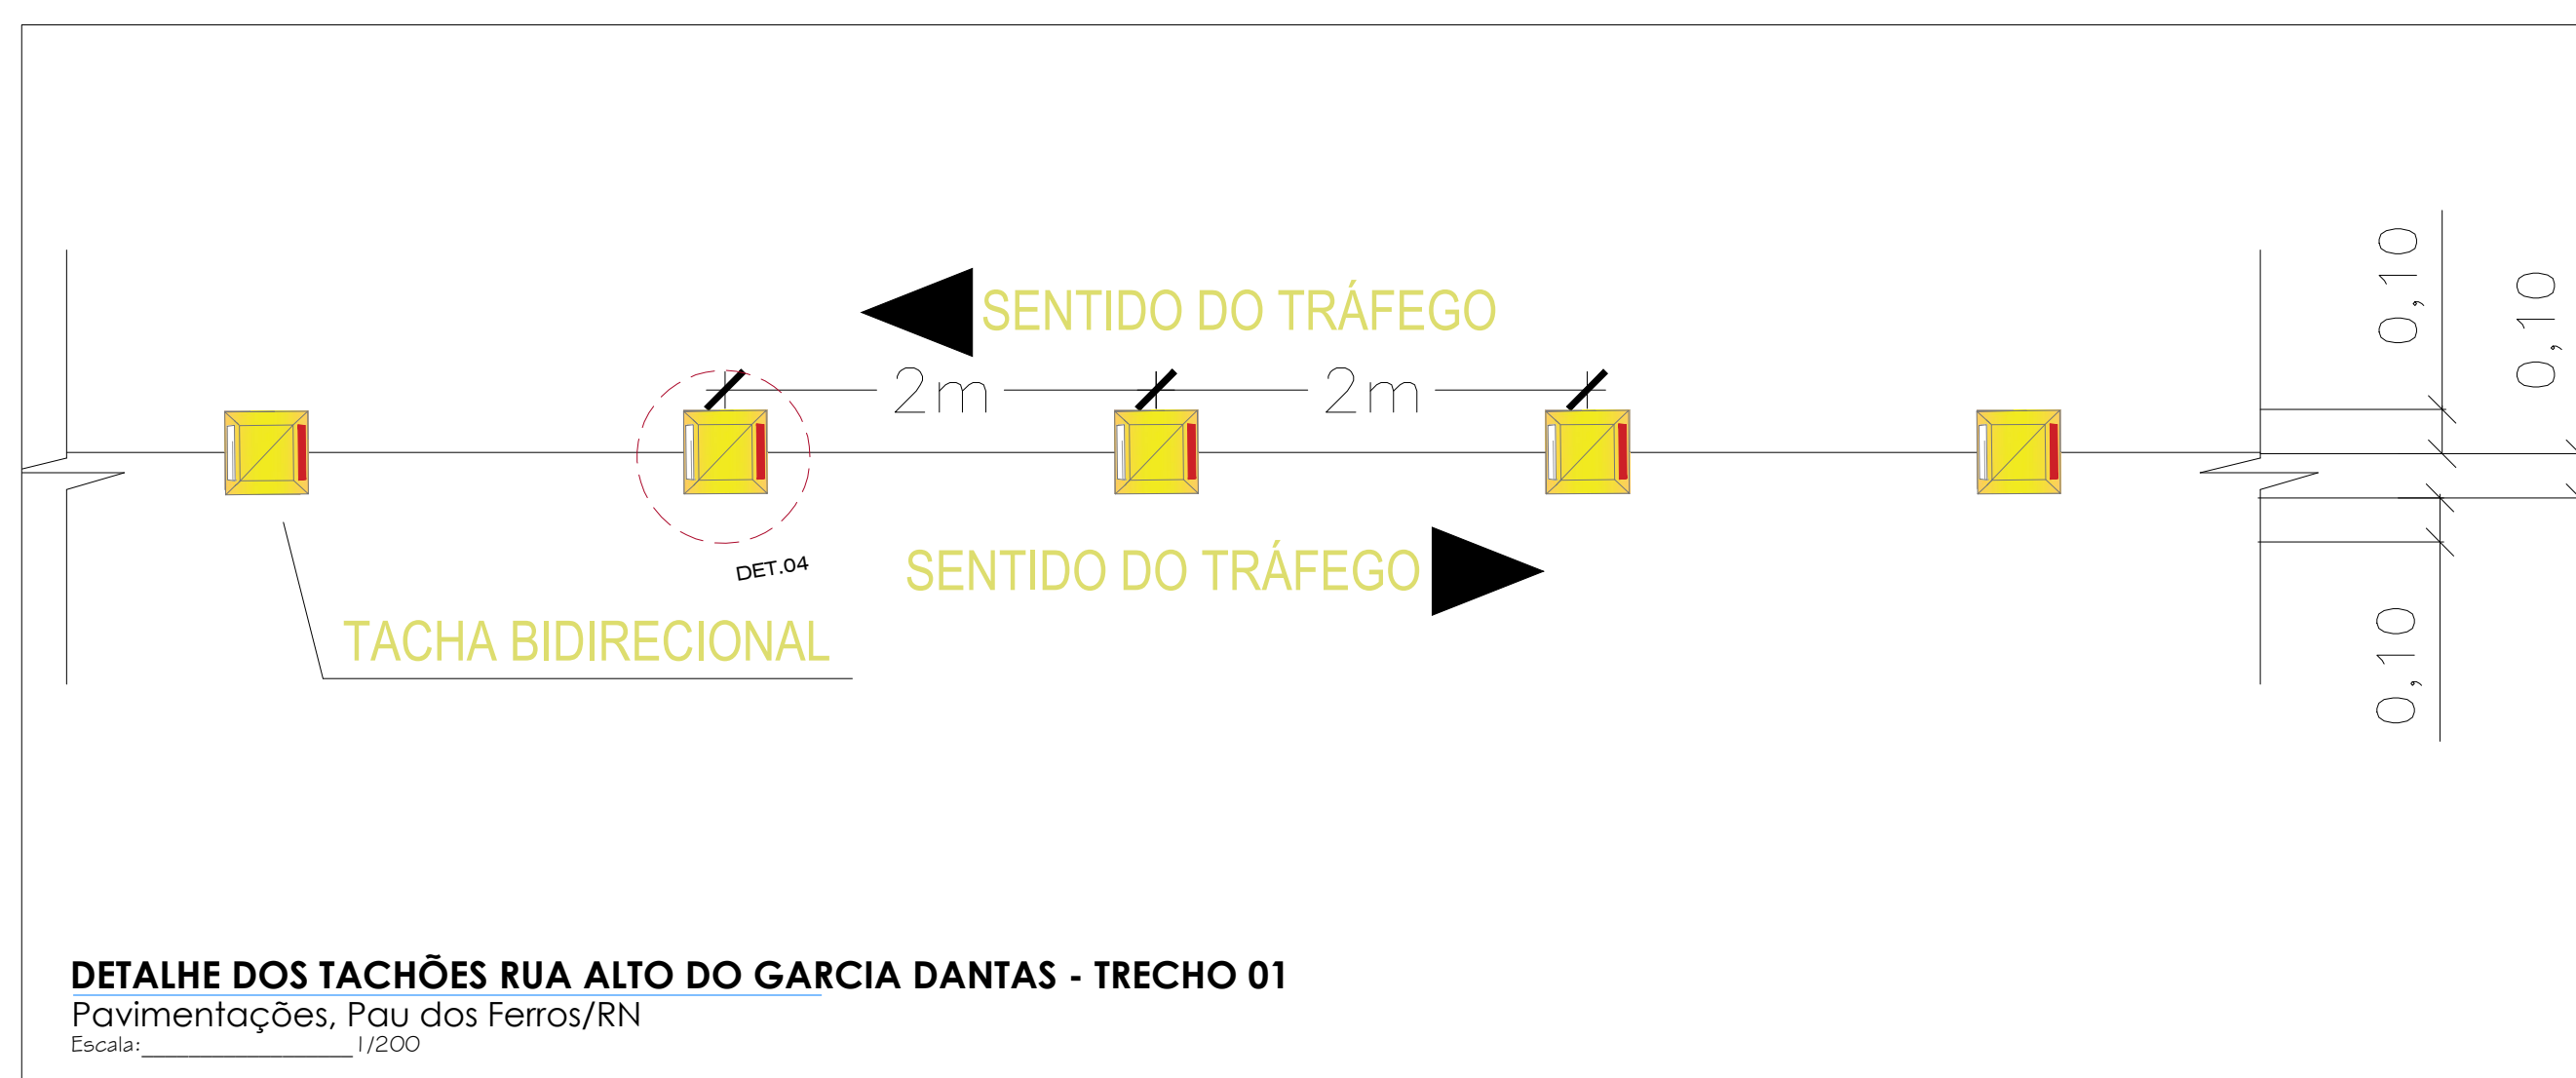 SENTIDO DO TRÁFEGO
2m
2m
0,10
0,10
SENTIDO DO TRÁFEGO
DET.04
TACHA BIDIRECIONAL
0,10
DETALHE DOS TACHÕES RUA ALTO DO GARCIA DANTAS - TRECHO 01
Pavimentações, Pau dos Ferros/RN
Escala:__________________1/200